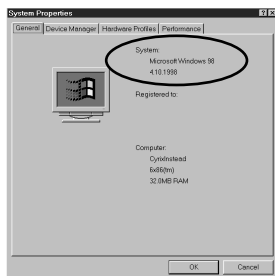 System Properties
General Device Manager Hardware Profiles Performance
System:
Microsoft Windows 98
4.10.1998
Registered to:
Computer:
CyrixInstead
6x86(tm)
32.0MB RAM
OK Cancel